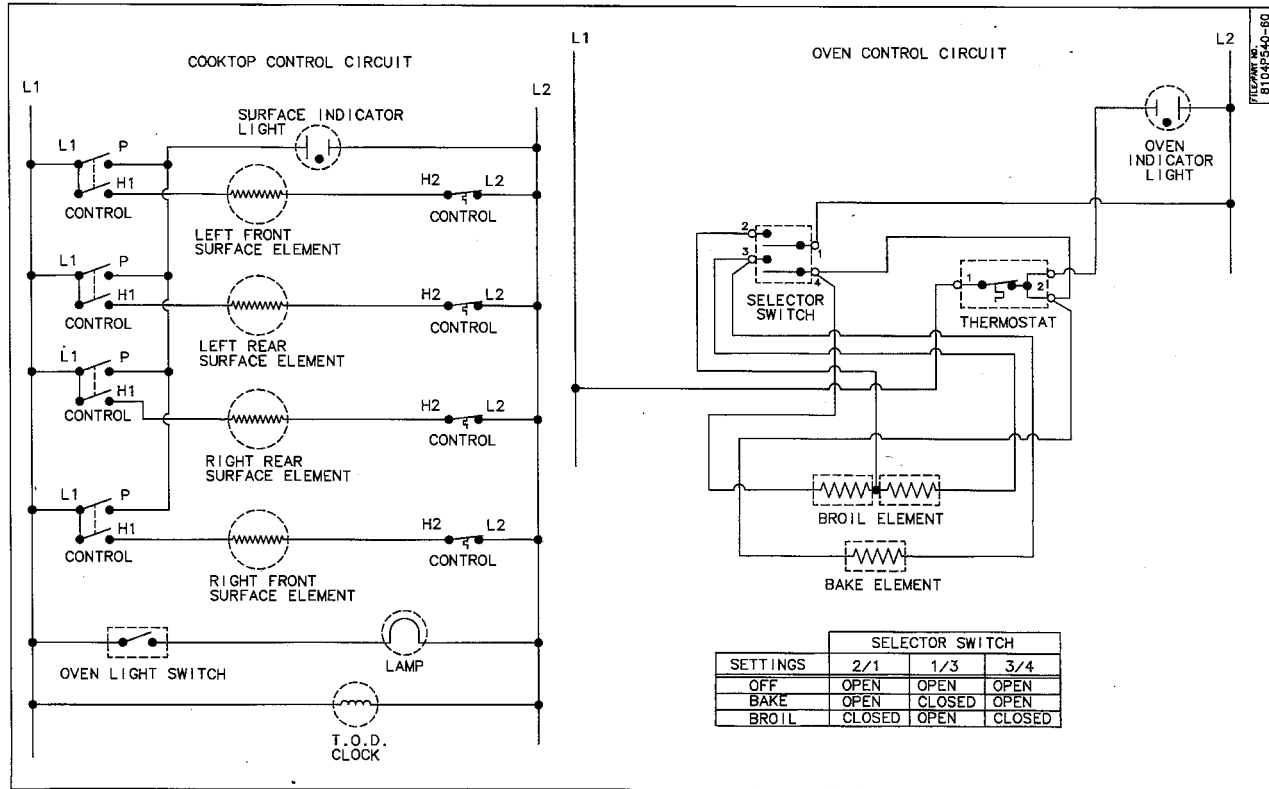 COOKTOP CONTROL CIRCUIT
L1
L2
SURFACE INDICATOR
LIGHT
L1 P
H1
CONTROL
H2 L2
CONTROL
LEFT FRONT
SURFACE ELEMENT
L1 P
H1
CONTROL
H2 L2
CONTROL
LEFT REAR
SURFACE ELEMENT
L1 P
H1
CONTROL
H2 L2
CONTROL
RIGHT REAR
SURFACE ELEMENT
L1 P
H1
CONTROL
H2 L2
CONTROL
RIGHT FRONT
SURFACE ELEMENT
OVEN LIGHT SWITCH
LAMP
T.O.D.
CLOCK
L1
OVEN CONTROL CIRCUIT
L2
FILE/PART NO.
8104P540-60
OVEN
INDICATOR
LIGHT
2
1
3
4
SELECTOR
SWITCH
1
2
THERMOSTAT
BROIL ELEMENT
BAKE ELEMENT
SELECTOR SWITCH
SETTINGS 2/1 1/3 3/4
OFF OPEN OPEN OPEN
BAKE OPEN CLOSED OPEN
BROIL CLOSED OPEN CLOSED